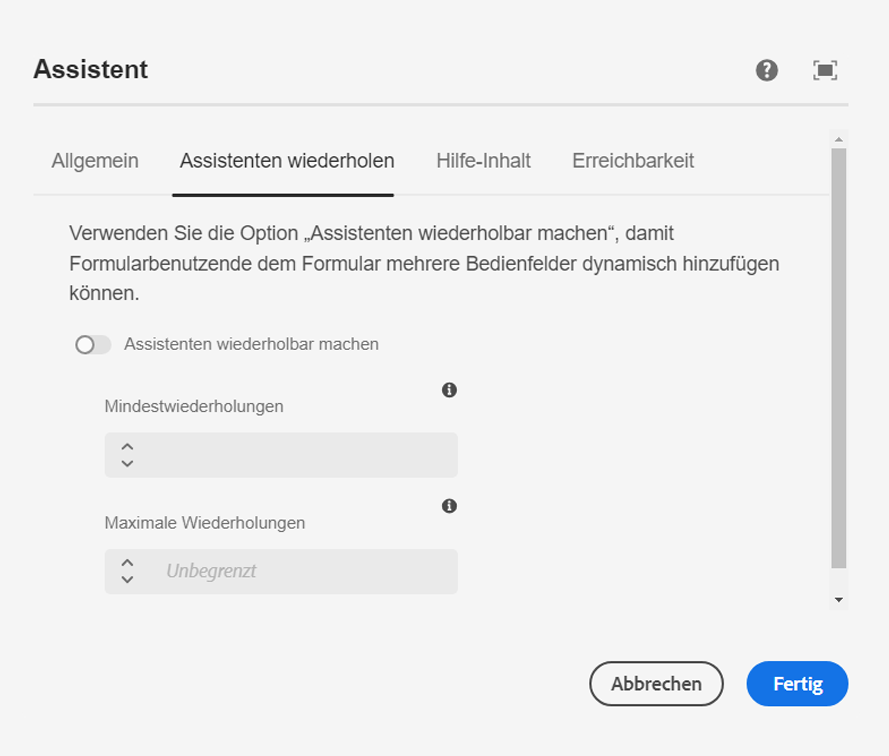 Assistent
Allgemein Assistenten wiederholen Hilfe-Inhalt Erreichbarkeit
Verwenden Sie die Option „Assistenten wiederholbar machen“, damit
Formularbenutzende dem Formular mehrere Bedienfelder dynamisch hinzufügen
können.
Assistenten wiederholbar machen
Mindestwiederholungen
Maximale Wiederholungen
Unbegrenzt
Abbrechen Fertig